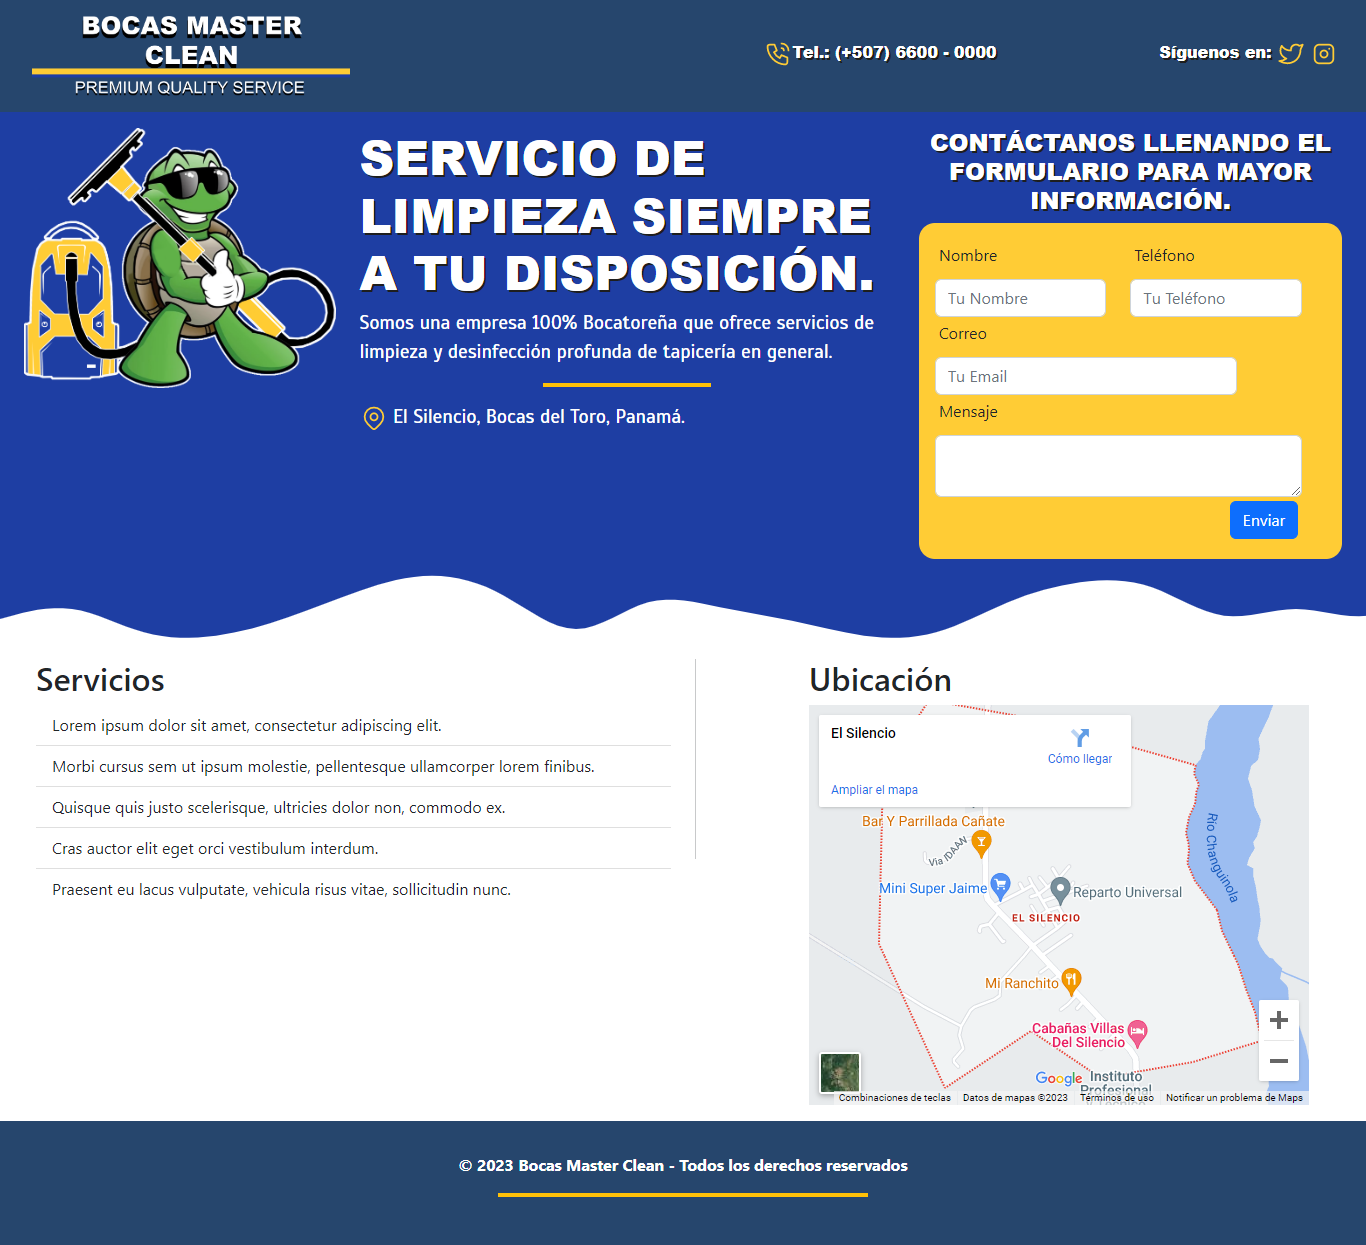 BOCAS MASTER
CLEAN
PREMIUM QUALITY SERVICE
Tel.: (+507) 6600 - 0000
Síguenos en:
SERVICIO DE
LIMPIEZA SIEMPRE
A TU DISPOSICIÓN.
Somos una empresa 100% Bocatoreña que ofrece servicios de
limpieza y desinfección profunda de tapicería en general.
El Silencio, Bocas del Toro, Panamá.
CONTÁCTANOS LLENANDO EL
FORMULARIO PARA MAYOR
INFORMACIÓN.
Nombre
Teléfono
Tu Nombre
Tu Teléfono
Correo
Tu Email
Mensaje
Enviar
Servicios
Lorem ipsum dolor sit amet, consectetur adipiscing elit.
Morbi cursus sem ut ipsum molestie, pellentesque ullamcorper lorem finibus.
Quisque quis justo scelerisque, ultricies dolor non, commodo ex.
Cras auctor elit eget orci vestibulum interdum.
Praesent eu lacus vulputate, vehicula risus vitae, sollicitudin nunc.
Ubicación
El Silencio
Cómo llegar
Ampliar el mapa
Bar Y Parrillada Cañate
Via IDAAN
Río Changuinola
Mini Super Jaime
Reparto Universal
EL SILENCIO
Mi Ranchito
Cabañas Villas
Del Silencio
Google
Instituto
Profesional
Combinaciones de teclas
Datos de mapas ©2023
Términos de uso
Notificar un problema de Maps
© 2023 Bocas Master Clean - Todos los derechos reservados